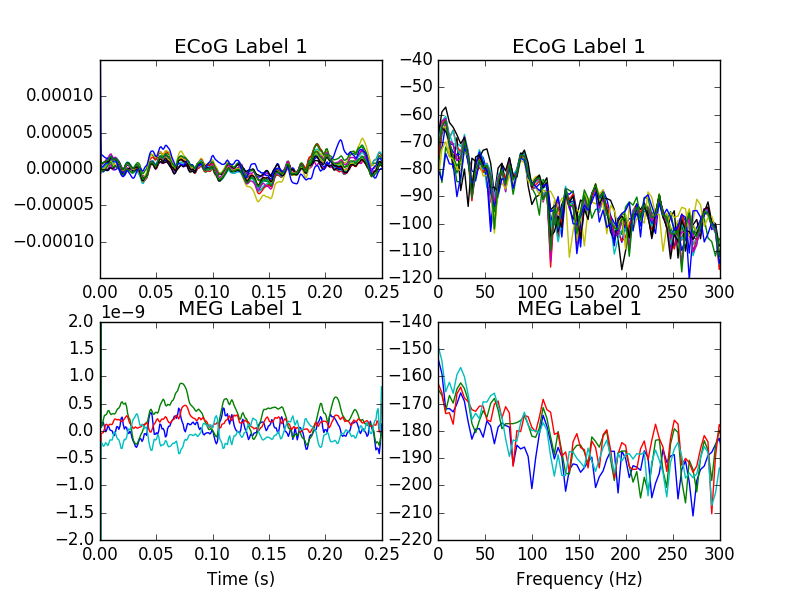 ECoG Label 1
0.00010
0.00005
0.00000
−0.00005
−0.00010
0.00 0.05 0.10 0.15 0.20 0.25
ECoG Label 1
−40
−50
−60
−70
−80
−90
−100
−110
−120
0 50 100 150 200 250 300
MEG Label 1
1e−9
2.0
1.5
1.0
0.5
0.0
−0.5
−1.0
−1.5
−2.0
0.00 0.05 0.10 0.15 0.20 0.25
Time (s)
MEG Label 1
−140
−150
−160
−170
−180
−190
−200
−210
−220
0 50 100 150 200 250 300
Frequency (Hz)